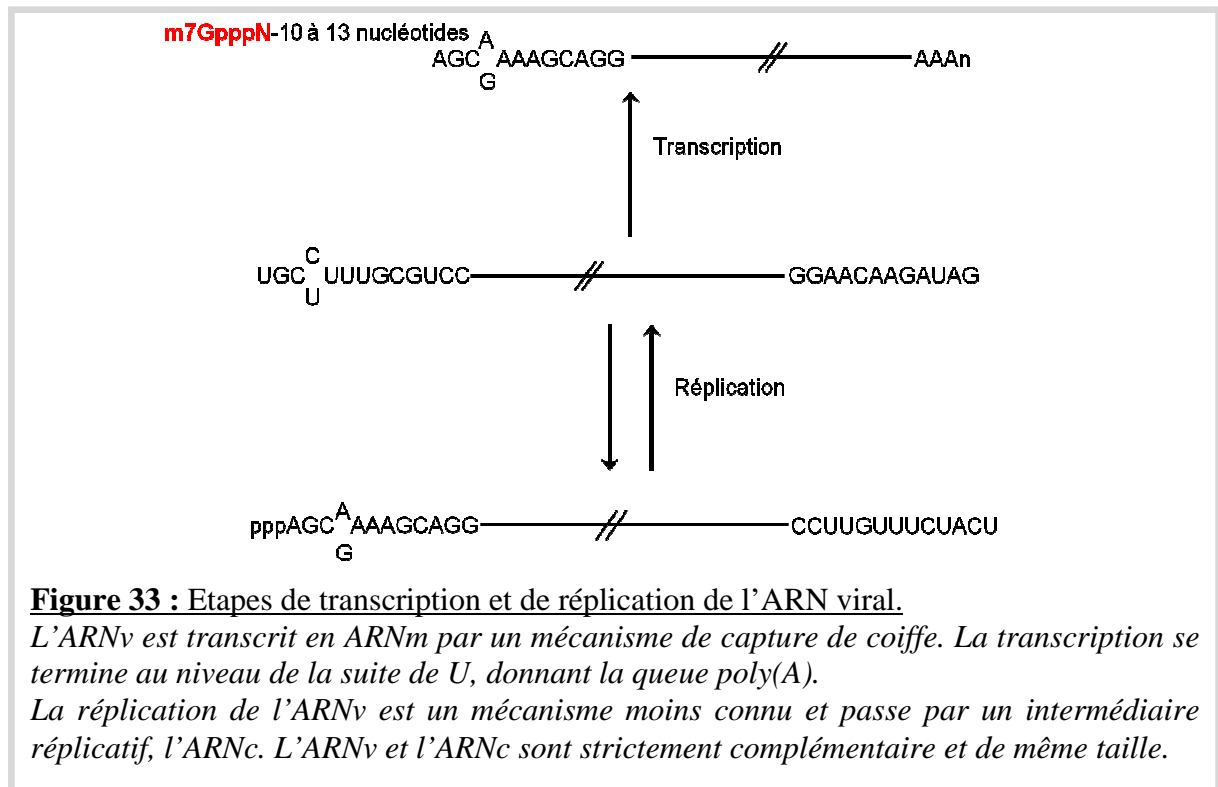 m7GpppN-10 à 13 nucléotides
A
AGC AAAGCAGG AAAn
G
Transcription
C
UGC UUUGCGUCC GGAACAAGAUAG
U
Réplication
A
pppAGC AAAGCAGG CCUUGUUUCUACU
G
Figure 33 : Etapes de transcription et de réplication de l’ARN viral.
L’ARNv est transcrit en ARNm par un mécanisme de capture de coiffe. La transcription se
termine au niveau de la suite de U, donnant la queue poly(A).
La réplication de l’ARNv est un mécanisme moins connu et passe par un intermédiaire
réplicatif, l’ARNc. L’ARNv et l’ARNc sont strictement complémentaire et de même taille.